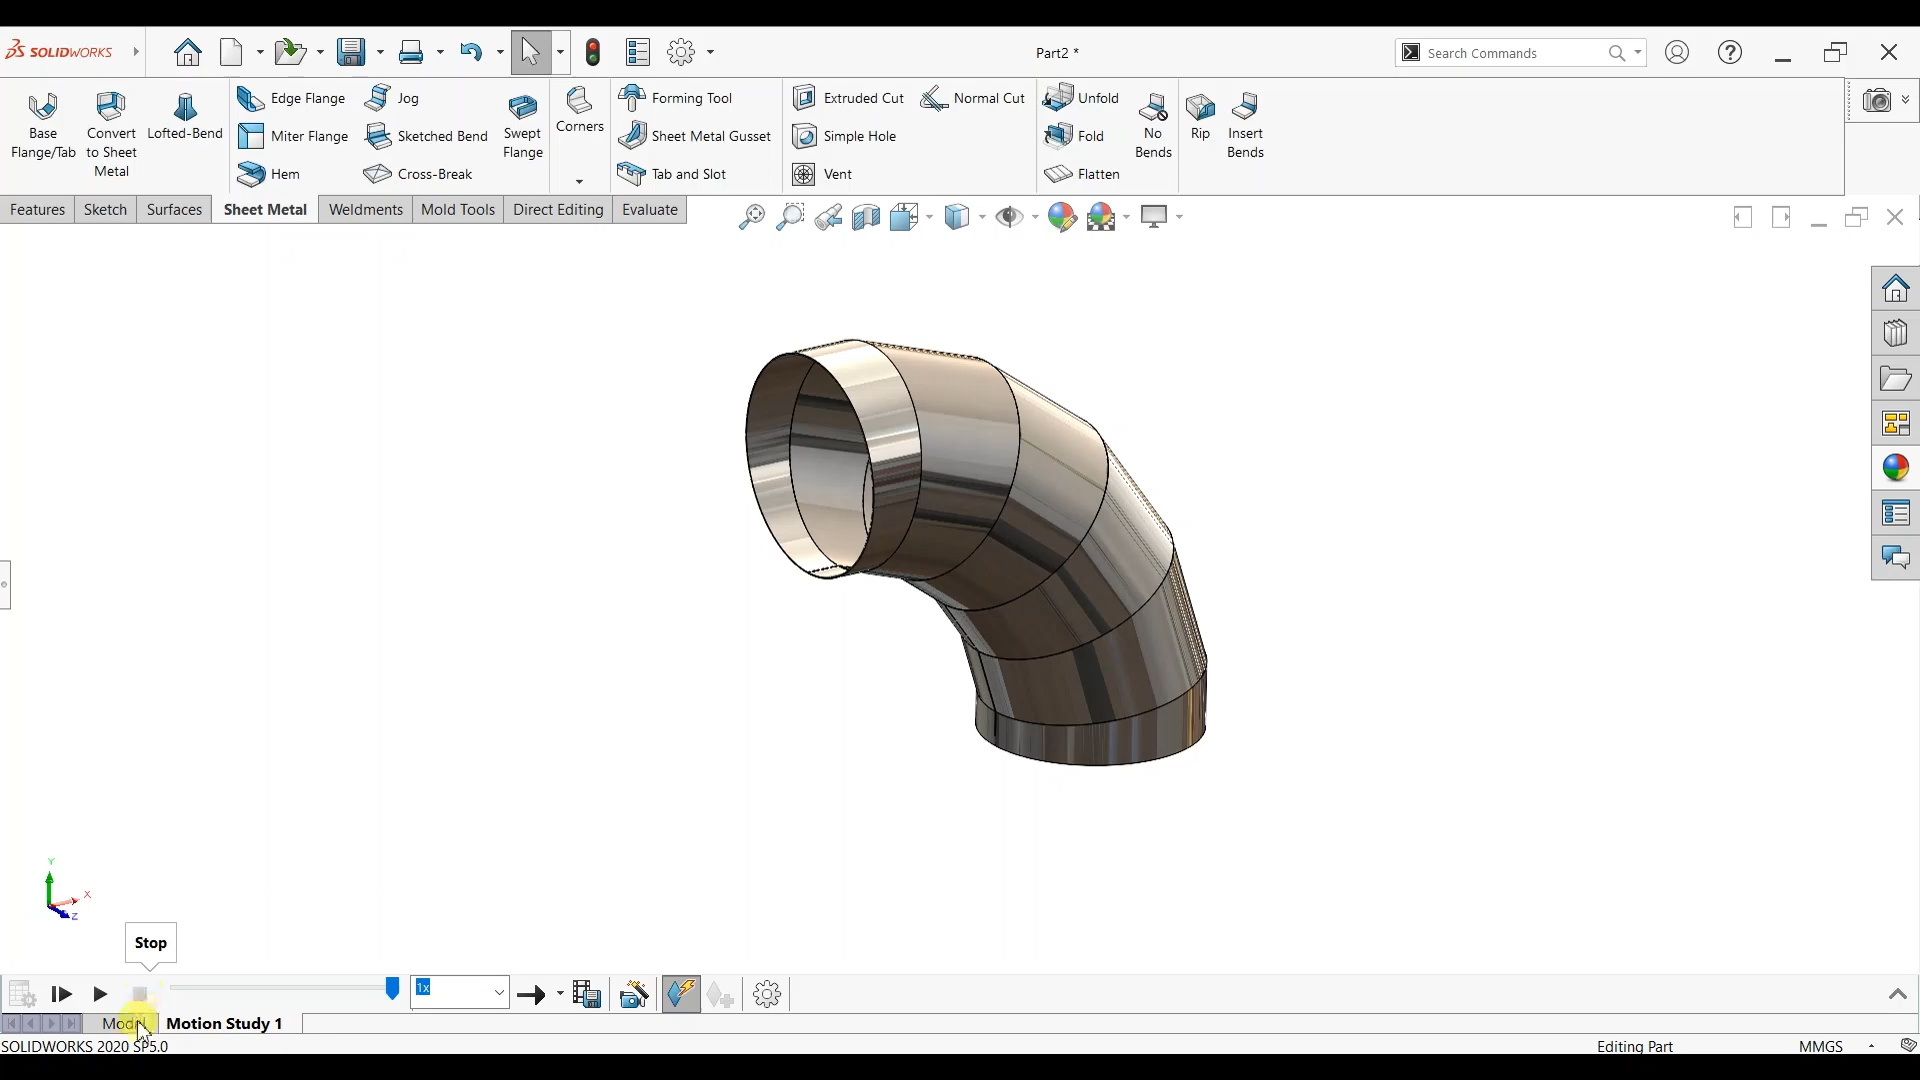 SOLIDWORKS
Part2 *
Search Commands
Base Flange/Tab
Convert to Sheet Metal
Lofted-Bend
Edge Flange
Miter Flange
Hem
Jog
Sketched Bend
Cross-Break
Swept Flange
Corners
Forming Tool
Sheet Metal Gusset
Tab and Slot
Extruded Cut
Simple Hole
Vent
Normal Cut
Unfold
Fold
Flatten
No Bends
Rip
Insert Bends
Features
Sketch
Surfaces
Sheet Metal
Weldments
Mold Tools
Direct Editing
Evaluate
Y
X
Z
Stop
1x
Model
Motion Study 1
SOLIDWORKS 2020 SP5.0
Editing Part
MMGS